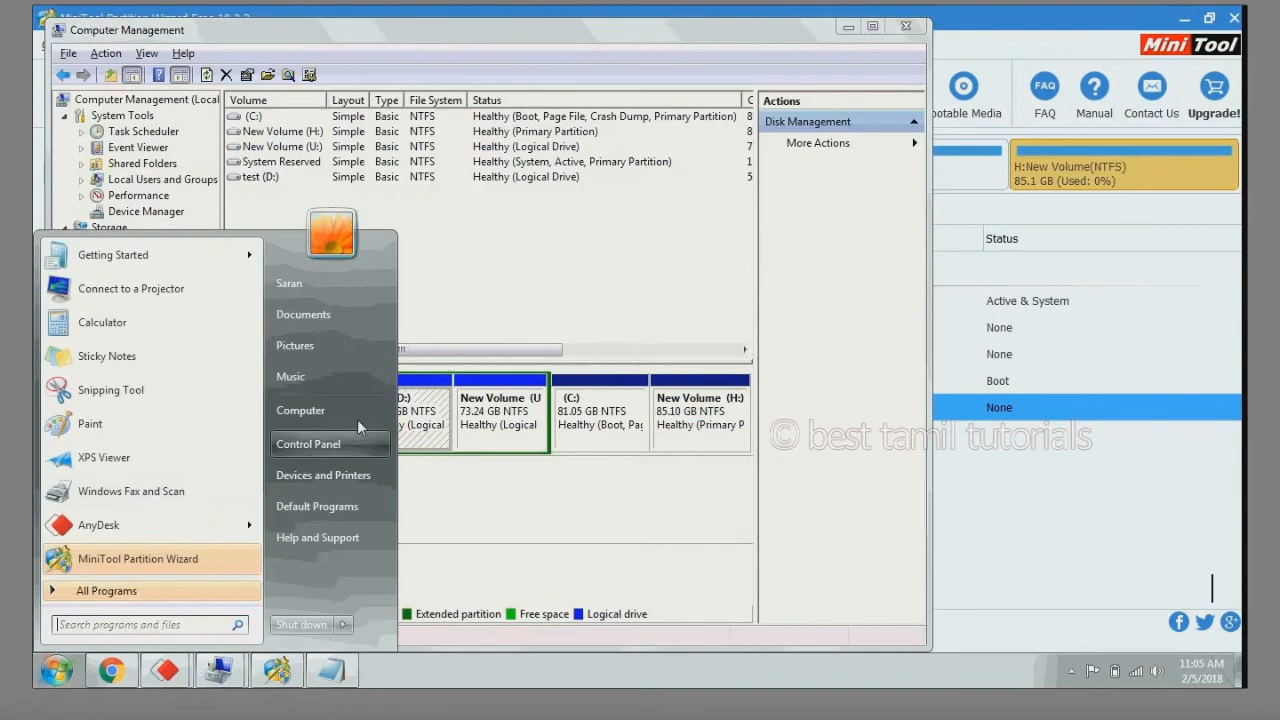 Computer Management
File Action View Help
Mini Tool
FAQ
otable Media FAQ Manual Contact Us Upgrade!
Computer Management (Local
System Tools
Task Scheduler
Event Viewer
Shared Folders
Local Users and Groups
Performance
Device Manager
Storage
Volume Layout Type File System Status C
(C:) Simple Basic NTFS Healthy (Boot, Page File, Crash Dump, Primary Partition) 8
New Volume (H:) Simple Basic NTFS Healthy (Primary Partition) 8
New Volume (U:) Simple Basic NTFS Healthy (Logical Drive) 7
System Reserved Simple Basic NTFS Healthy (System, Active, Primary Partition) 1
test (D:) Simple Basic NTFS Healthy (Logical Drive) 5
Actions
Disk Management
More Actions
H:New Volume(NTFS)
85.1 GB (Used: 0%)
Status
Active & System
None
None
Boot
None
Getting Started
Connect to a Projector
Calculator
Sticky Notes
Snipping Tool
Paint
XPS Viewer
Windows Fax and Scan
AnyDesk
MiniTool Partition Wizard
All Programs
Search programs and files
Saran
Documents
Pictures
Music
Computer
Control Panel
Devices and Printers
Default Programs
Help and Support
Shut down
D:)
GB NTFS
y (Logical
New Volume (U
73.24 GB NTFS
Healthy (Logical
(C:)
81.05 GB NTFS
Healthy (Boot, Pag
New Volume (H:)
85.10 GB NTFS
Healthy (Primary P
© best tamil tutorials
Extended partition Free space Logical drive
11:05 AM
2/5/2018